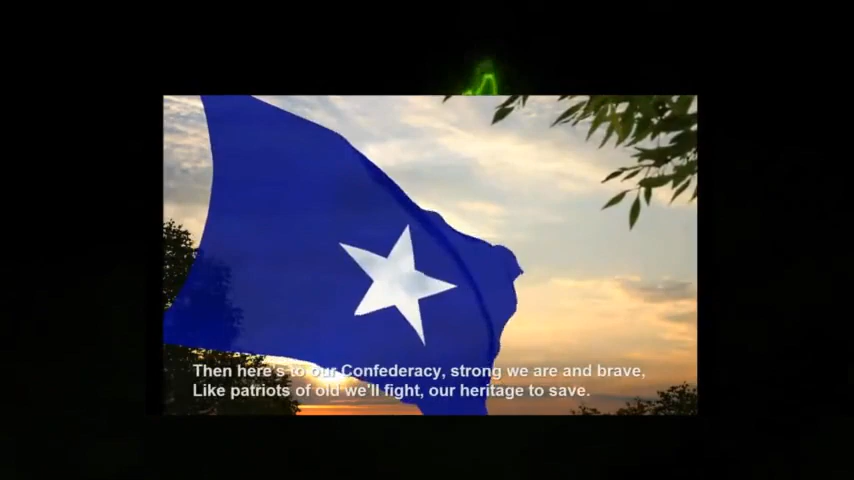 Then here's to our Confederacy, strong we are and brave,
Like patriots of old we'll fight, our heritage to save.